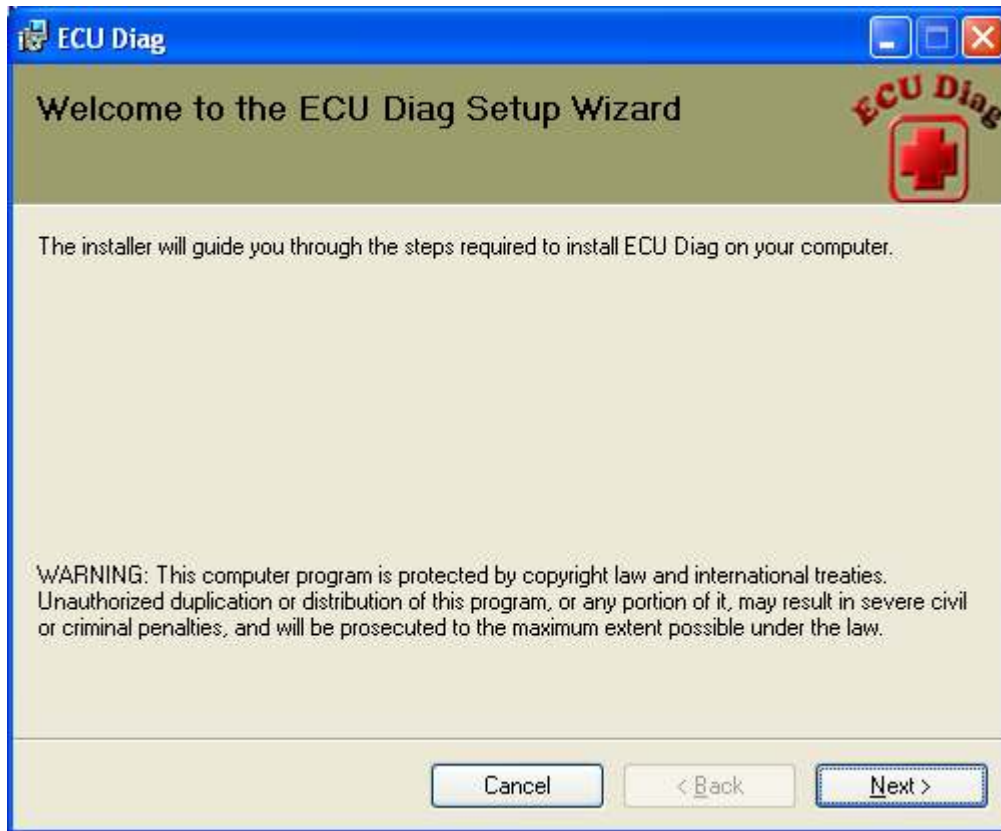 ECU Diag
Welcome to the ECU Diag Setup Wizard
ECU Diag
The installer will guide you through the steps required to install ECU Diag on your computer.
WARNING: This computer program is protected by copyright law and international treaties.
Unauthorized duplication or distribution of this program, or any portion of it, may result in severe civil
or criminal penalties, and will be prosecuted to the maximum extent possible under the law.
Cancel
< Back
Next >